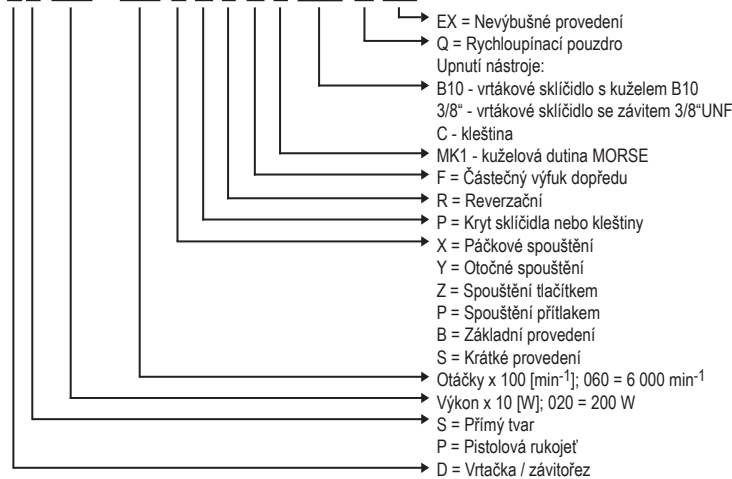 EX = Nevýbušné provedení
Q = Rychloupínací pouzdro
Upnutí nástroje:
B10 - vrtákové sklíčidlo s kuželem B10
3/8“ - vrtákové sklíčidlo se závitem 3/8“UNF
C - kleština
MK1 - kuželová dutina MORSE
F = Částečný výfuk dopředu
R = Reverzační
P = Kryt sklíčidla nebo kleštiny
X = Páčkové spouštění
Y = Otočné spouštění
Z = Spouštění tlačítkem
P = Spouštění přítlakem
B = Základní provedení
S = Krátké provedení
Otáčky x 100 [min-1]; 060 = 6 000 min-1
Výkon x 10 [W]; 020 = 200 W
S = Přímý tvar
P = Pistolová rukojeť
D = Vrtačka / závitořez